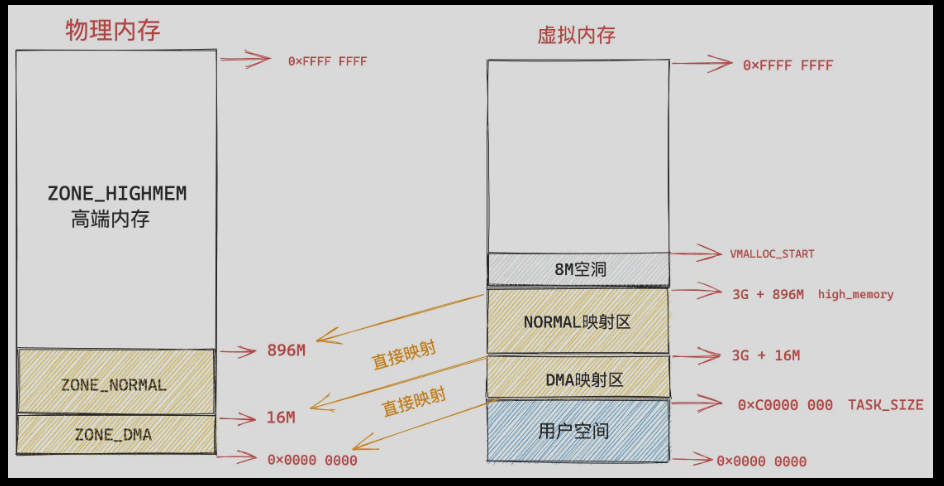 物理内存
0×FFFF FFFF
ZONE_HIGHMEM
高端内存
896M
ZONE_NORMAL
16M
ZONE_DMA
0×0000 0000
直接映射
直接映射
虚拟内存
0×FFFF FFFF
VMALLOC_START
8M空洞
3G + 896M high_memory
NORMAL映射区
3G + 16M
DMA映射区
0×C0000 000 TASK_SIZE
用户空间
0×0000 0000